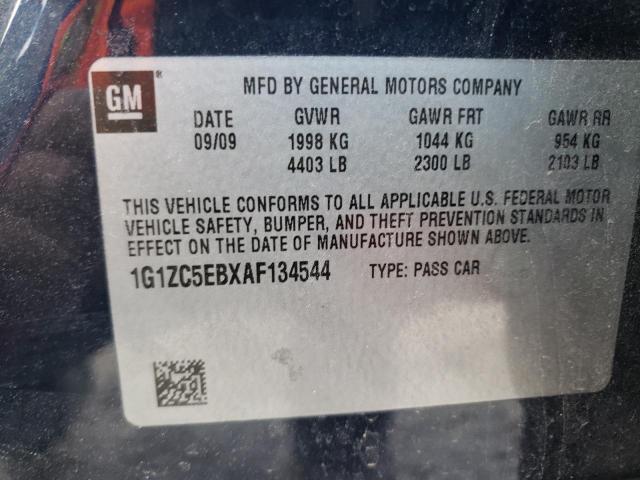 GM ®
MFD BY GENERAL MOTORS COMPANY
DATE GVWR GAWR FRT GAWR RR
09/09 1998 KG 1044 KG 954 KG
4403 LB 2300 LB 2103 LB
THIS VEHICLE CONFORMS TO ALL APPLICABLE U.S. FEDERAL MOTOR
VEHICLE SAFETY, BUMPER, AND THEFT PREVENTION STANDARDS IN
EFFECT ON THE DATE OF MANUFACTURE SHOWN ABOVE.
1G1ZC5EBXAF134544 TYPE: PASS CAR